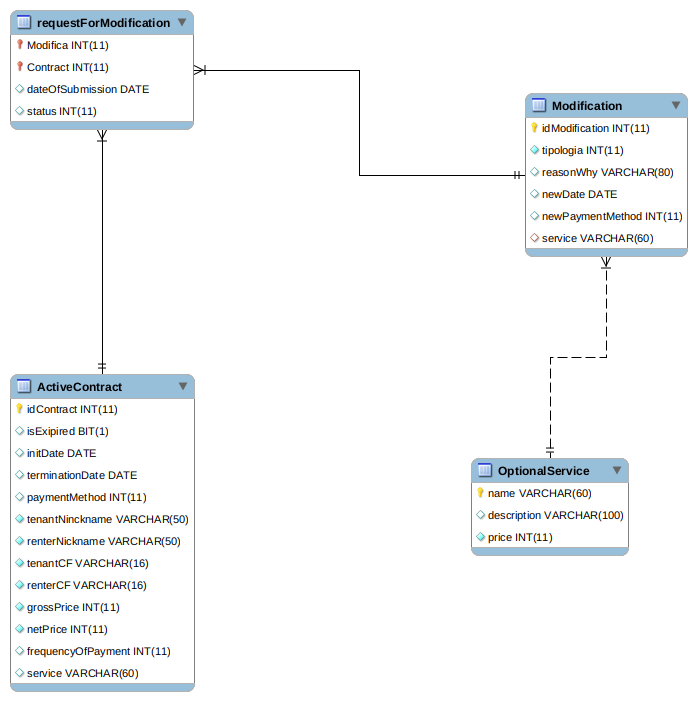 requestForModification
Modifica INT(11)
Contract INT(11)
dateOfSubmission DATE
status INT(11)
Modification
idModification INT(11)
tipologia INT(11)
reasonWhy VARCHAR(80)
newDate DATE
newPaymentMethod INT(11)
service VARCHAR(60)
ActiveContract
idContract INT(11)
isExipired BIT(1)
initDate DATE
terminationDate DATE
paymentMethod INT(11)
tenantNinckname VARCHAR(50)
renterNickname VARCHAR(50)
tenantCF VARCHAR(16)
renterCF VARCHAR(16)
grossPrice INT(11)
netPrice INT(11)
frequencyOfPayment INT(11)
service VARCHAR(60)
OptionalService
name VARCHAR(60)
description VARCHAR(100)
price INT(11)